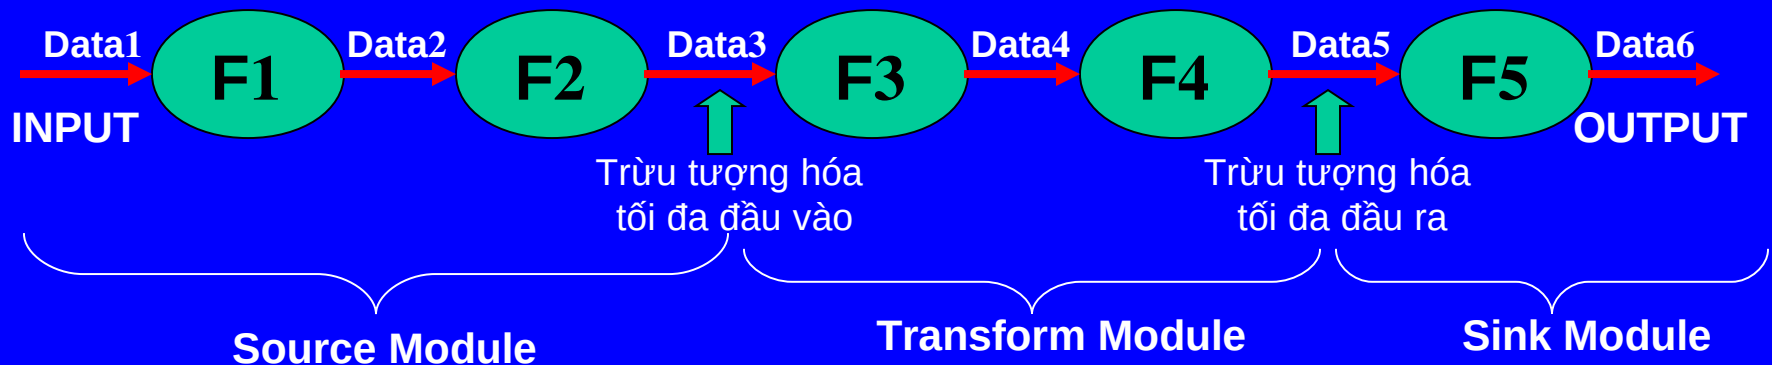 Data1 Data2 Data3 Data4 Data5 Data6
F1 F2 F3 F4 F5
INPUT OUTPUT
Trừu tượng hóa
tối đa đầu vào
Trừu tượng hóa
tối đa đầu ra
Source Module
Transform Module
Sink Module